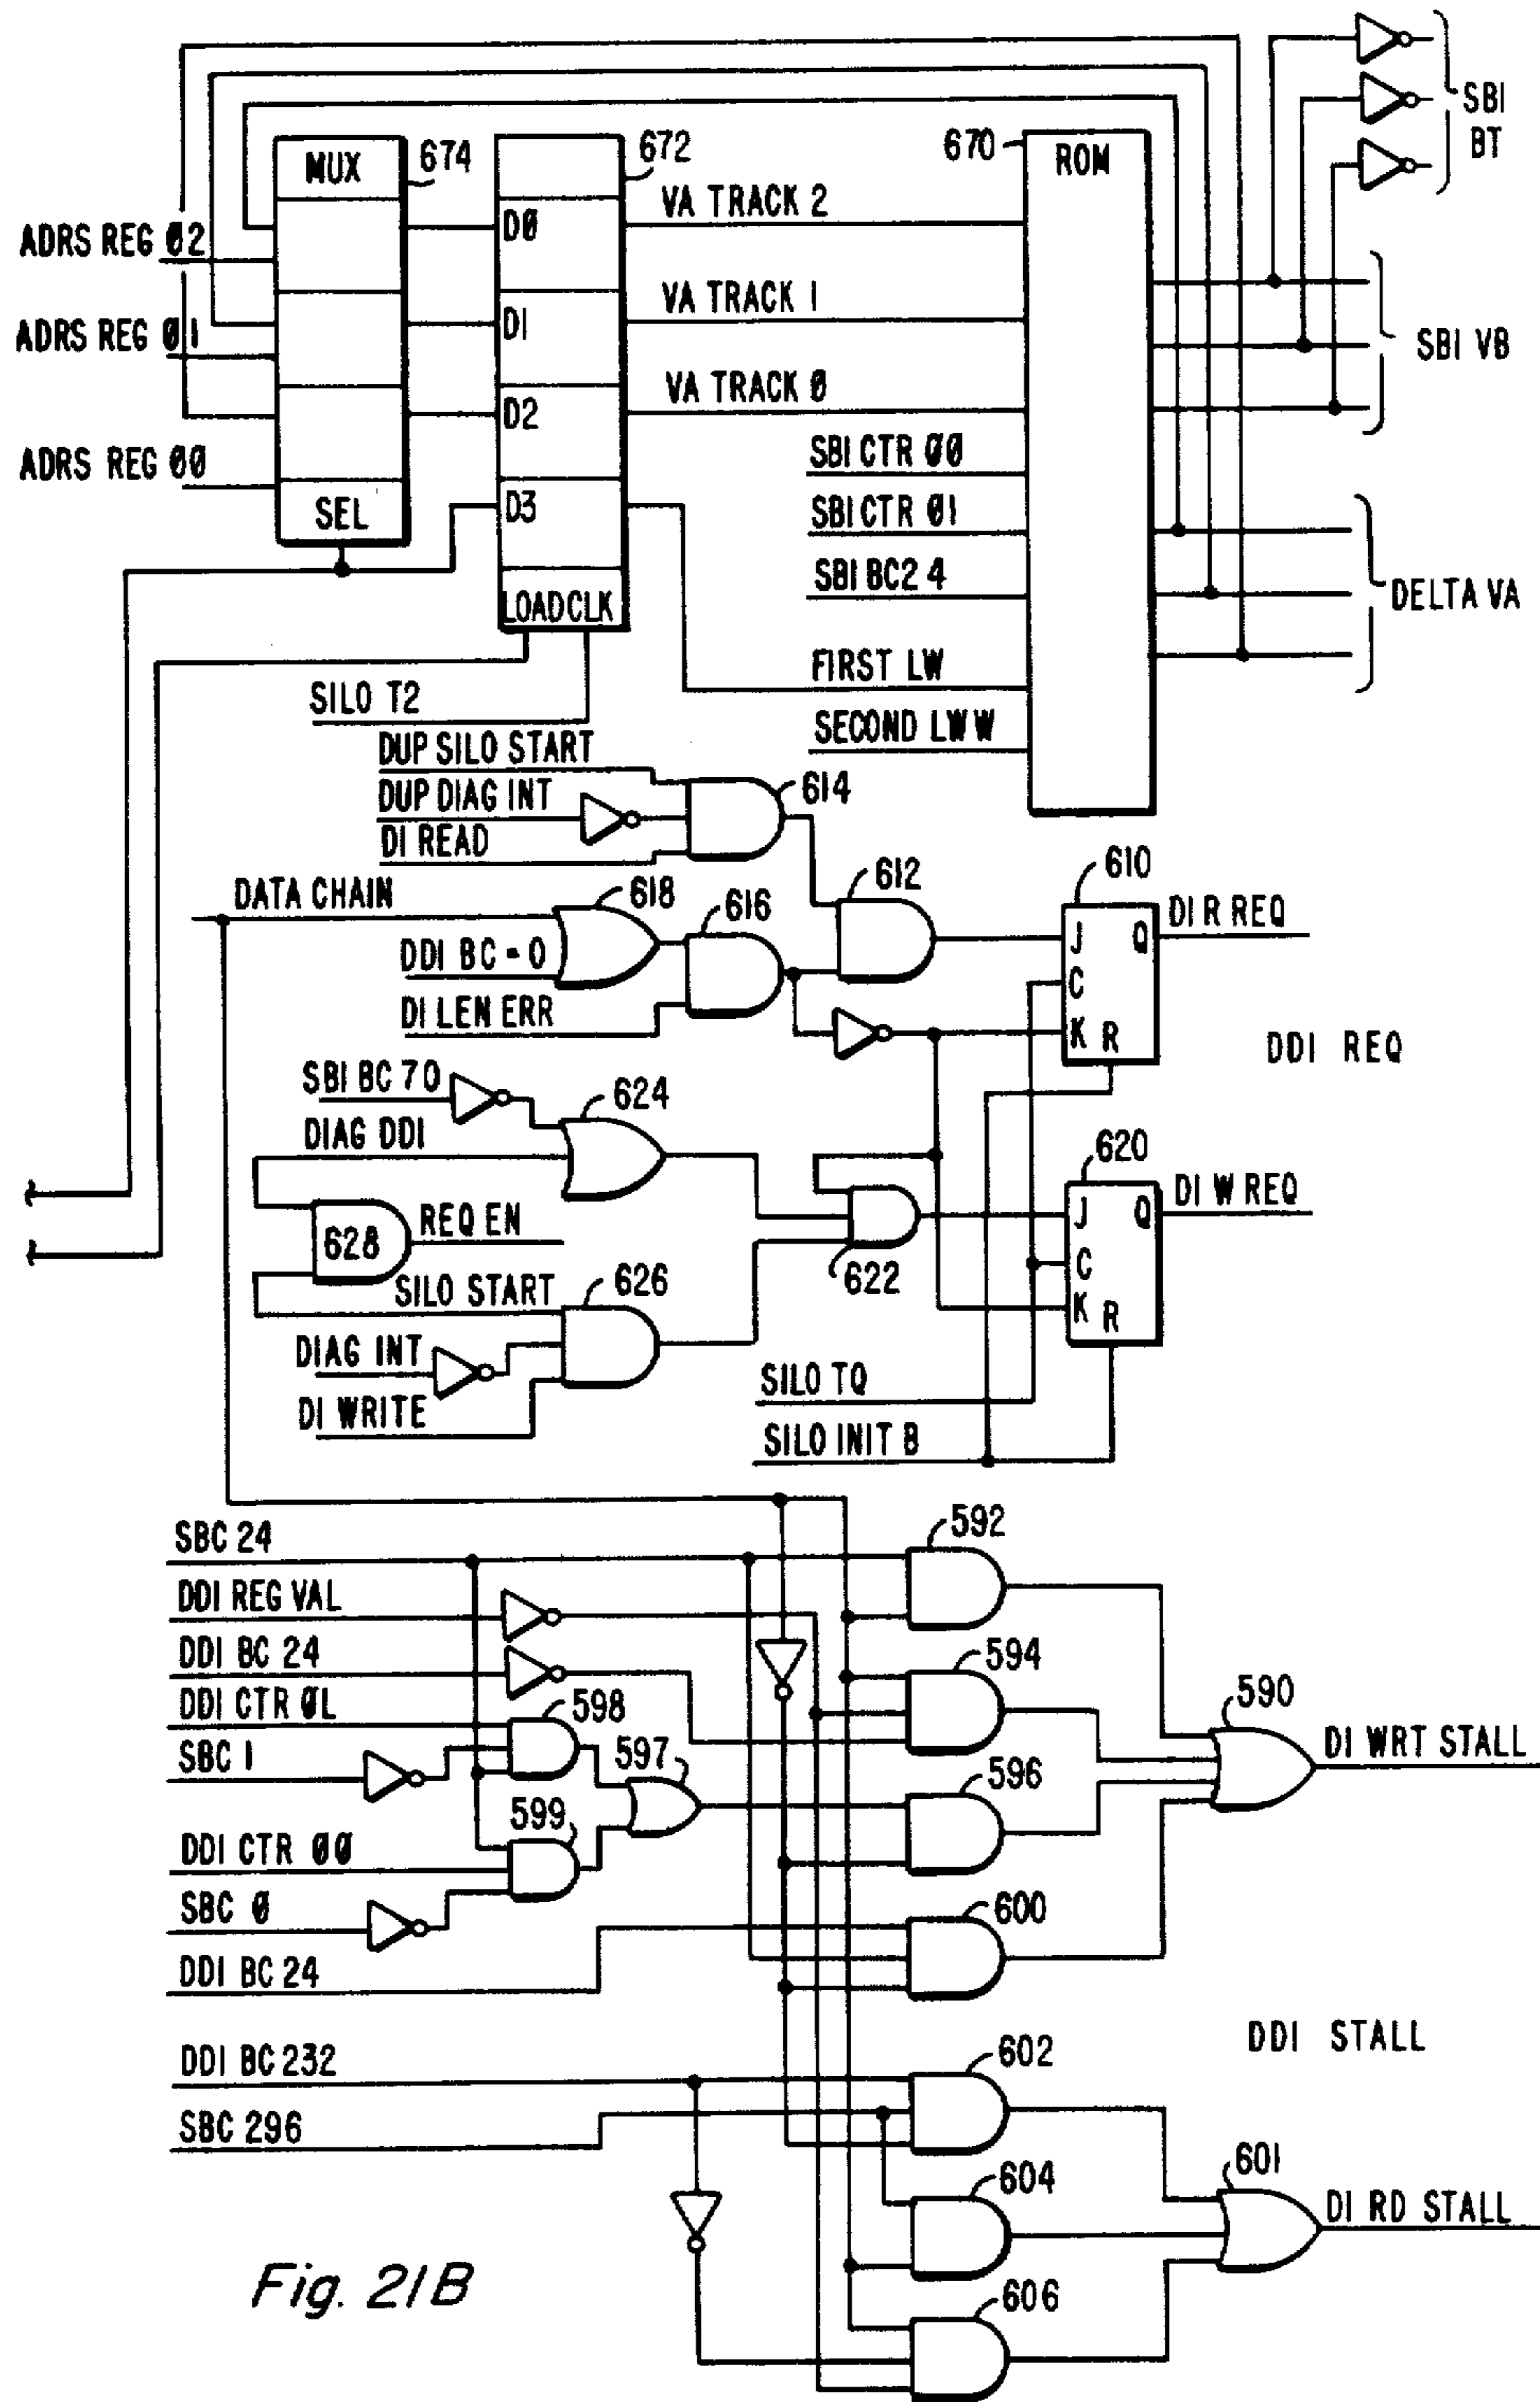 MUX
674
672
670
ROM
SBI
BT
VA TRACK 2
D0
ADRS REG 02
VA TRACK 1
D1
ADRS REG 01
SBI VB
VA TRACK 0
D2
ADRS REG 00
SBI CTR 00
SEL
D3
SBI CTR 01
SBI BC2 4
DELTA VA
LOAD CLK
FIRST LW
SILO T2
SECOND LW W
DUP SILO START
614
DUP DIAG INT
DI READ
610
612
DATA CHAIN
618
616
DI R REQ
J Q
DDI BC = 0
C
DI LEN ERR
K R
DDI REQ
SBI BC 70
624
DIAG DDI
620
DI W REQ
J Q
REQ EN
628
622
C
SILO START
626
K R
DIAG INT
SILO TQ
DI WRITE
SILO INIT B
592
SBC 24
DDI REG VAL
594
DDI BC 24
590
DDI CTR 0L
598
DI WRT STALL
SBC 1
597
596
599
DDI CTR 00
SBC 0
600
DDI BC 24
DDI STALL
DDI BC 232
602
SBC 296
601
604
DI RD STALL
606
Fig. 21B